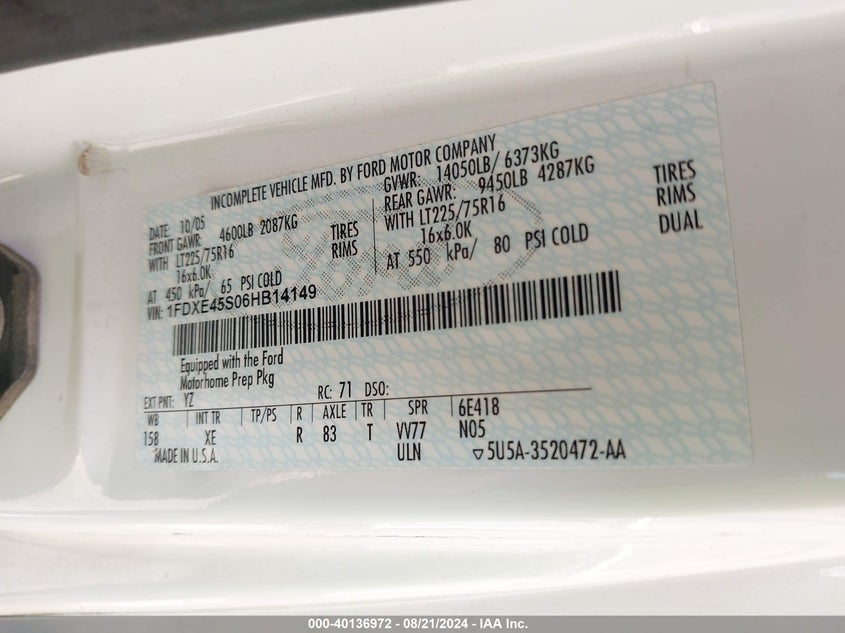 INCOMPLETE VEHICLE MFD. BY FORD MOTOR COMPANY
DATE: 10/05 GVWR: 14050LB/ 6373KG
FRONT GAWR: 4600LB 2087KG REAR GAWR: 9450LB 4287KG
WITH LT225/75R16 TIRES WITH LT225/75R16 TIRES
16x6.0K RIMS 16x6.0K RIMS
AT 450 kPa/ 65 PSI COLD AT 550 kPa/ 80 PSI COLD DUAL
VIN: 1FDXE45S06HB14149
Equipped with the Ford
Motorhome Prep Pkg
EXT PNT: YZ RC: 71 DSO:
WB INT TR TP/PS R AXLE TR SPR 6E418
158 XE R 83 T VV77 N05
MADE IN U.S.A. ULN ▽5U5A-3520472-AA
000-40136972 - 08/21/2024 - IAA Inc.